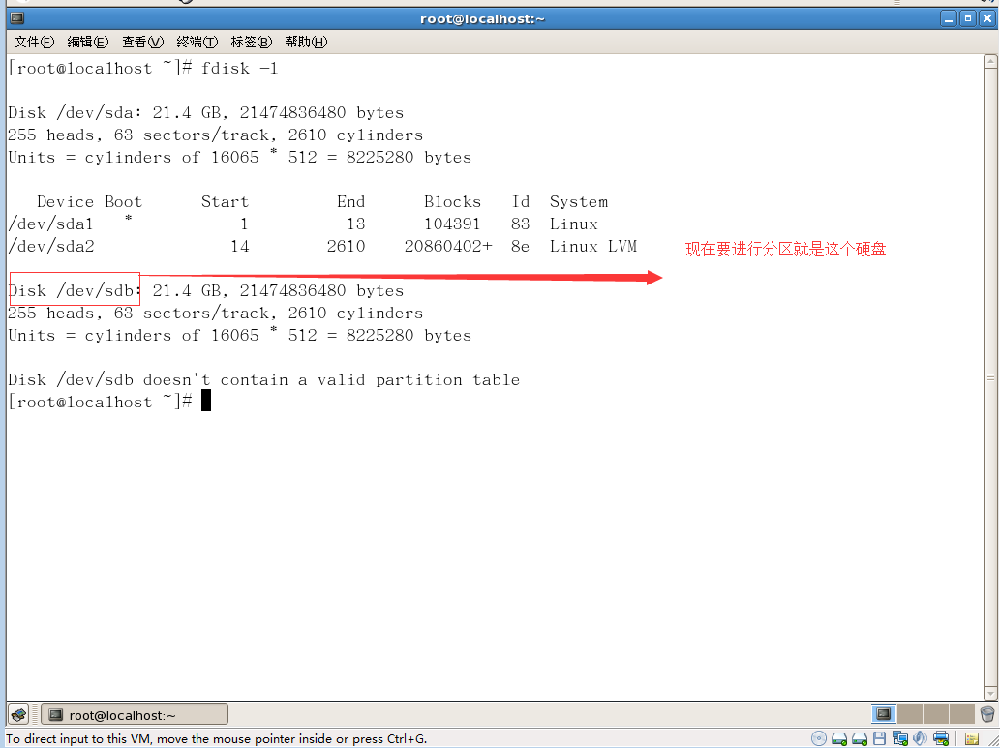 root@localhost:~
文件(F) 编辑(E) 查看(V) 终端(T) 标签(B) 帮助(H)
[root@localhost ~]# fdisk -l
Disk /dev/sda: 21.4 GB, 21474836480 bytes
255 heads, 63 sectors/track, 2610 cylinders
Units = cylinders of 16065 * 512 = 8225280 bytes
Device Boot Start End Blocks Id System
/dev/sda1 * 1 13 104391 83 Linux
/dev/sda2 14 2610 20860402+ 8e Linux LVM
现在要进行分区就是这个硬盘
Disk /dev/sdb: 21.4 GB, 21474836480 bytes
255 heads, 63 sectors/track, 2610 cylinders
Units = cylinders of 16065 * 512 = 8225280 bytes
Disk /dev/sdb doesn't contain a valid partition table
[root@localhost ~]#
root@localhost:~
To direct input to this VM, move the mouse pointer inside or press Ctrl+G.